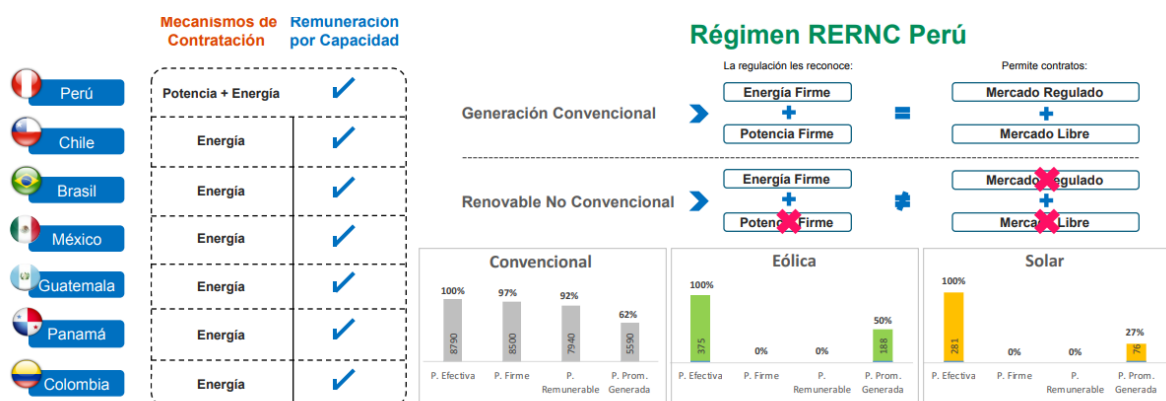 Mecanismos de Contratación
Remuneración por Capacidad
Perú
Potencia + Energía
Chile
Energía
Brasil
Energía
México
Energía
Guatemala
Energía
Panamá
Energía
Colombia
Energía
Régimen RERNC Perú
La regulación les reconoce:
Permite contratos:
Generación Convencional
Energía Firme
+
Potencia Firme
=
Mercado Regulado
+
Mercado Libre
Renovable No Convencional
Energía Firme
+
Potencia Firme
≠
Mercado Regulado
+
Mercado Libre
Convencional
100%
97%
92%
62%
8790
8500
7940
5590
P. Efectiva
P. Firme
P. Remunerable
P. Prom. Generada
Eólica
100%
0%
0%
50%
375
188
P. Efectiva
P. Firme
P. Remunerable
P. Prom. Generada
Solar
100%
0%
0%
27%
281
76
P. Efectiva
P. Firme
P. Remunerable
P. Prom. Generada